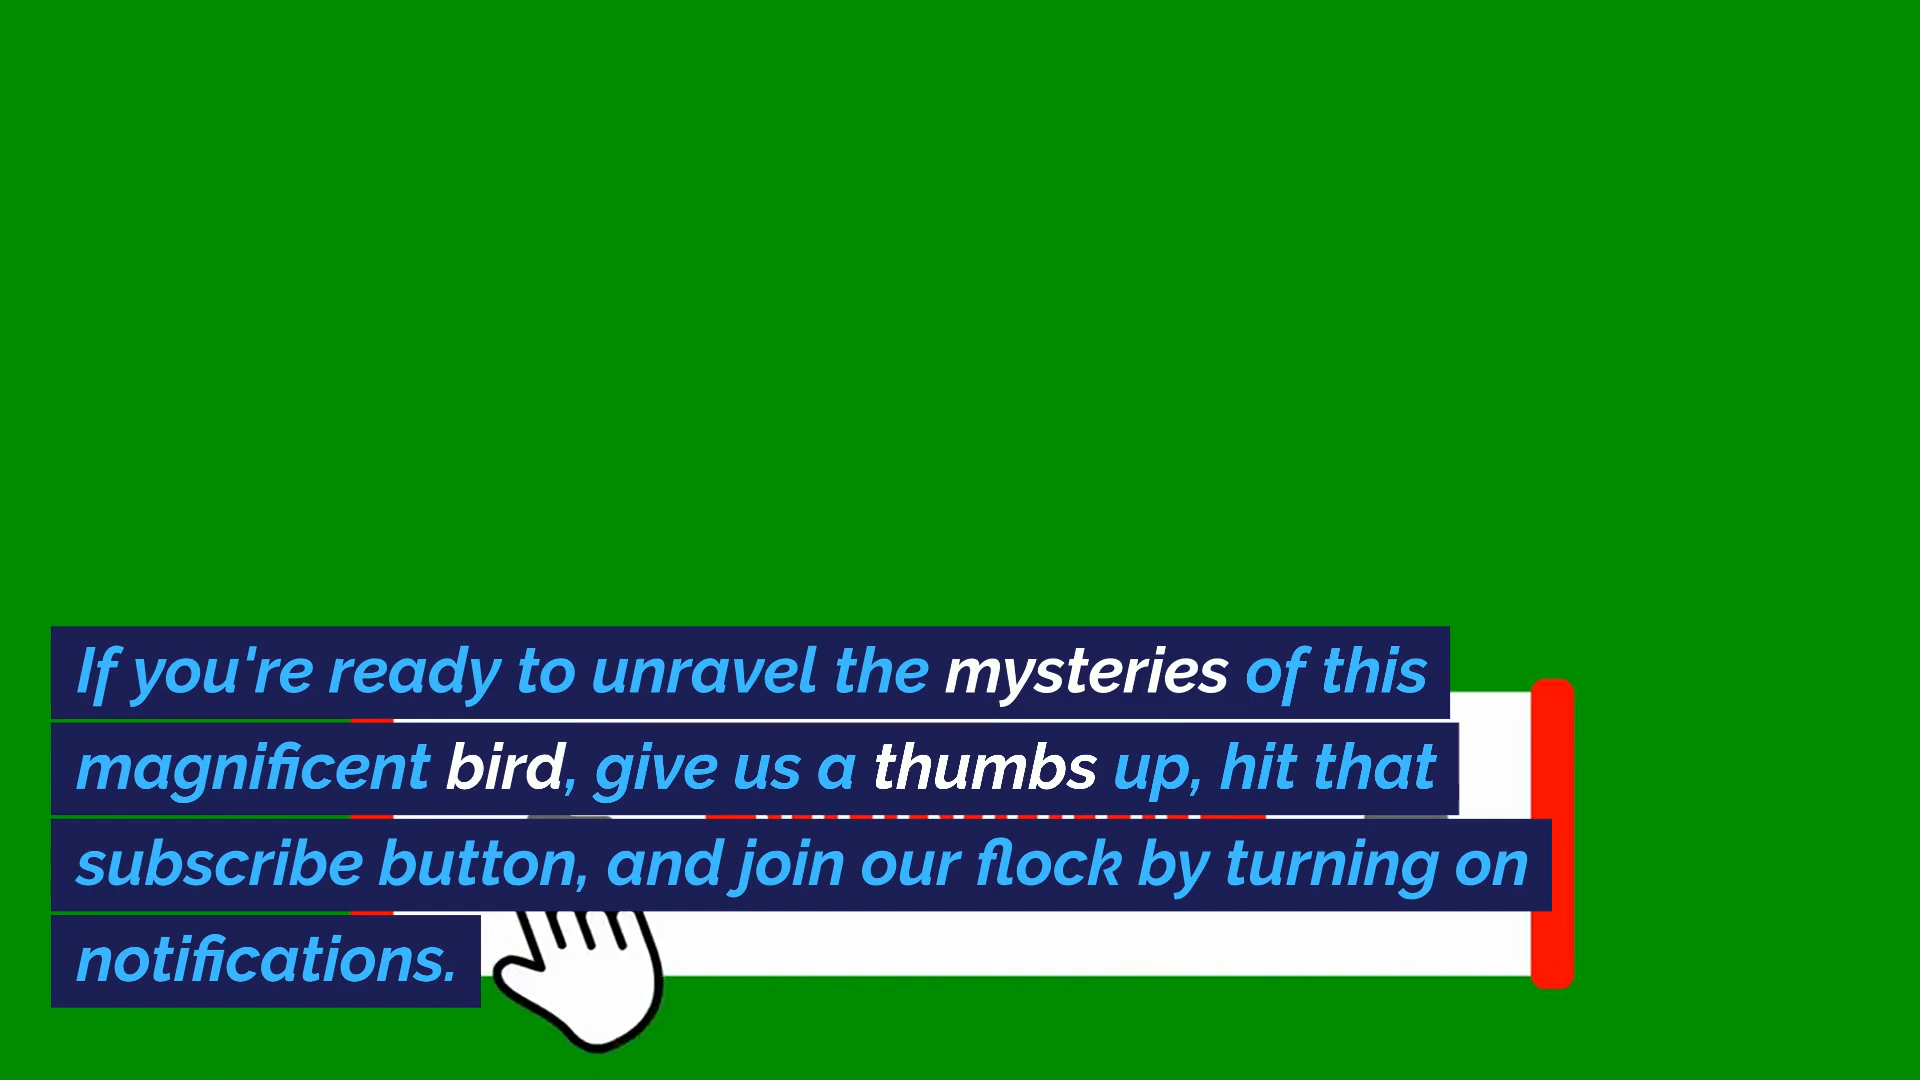 If you're ready to unravel the mysteries of this
magnificent bird, give us a thumbs up, hit that
subscribe button, and join our flock by turning on
notifications.